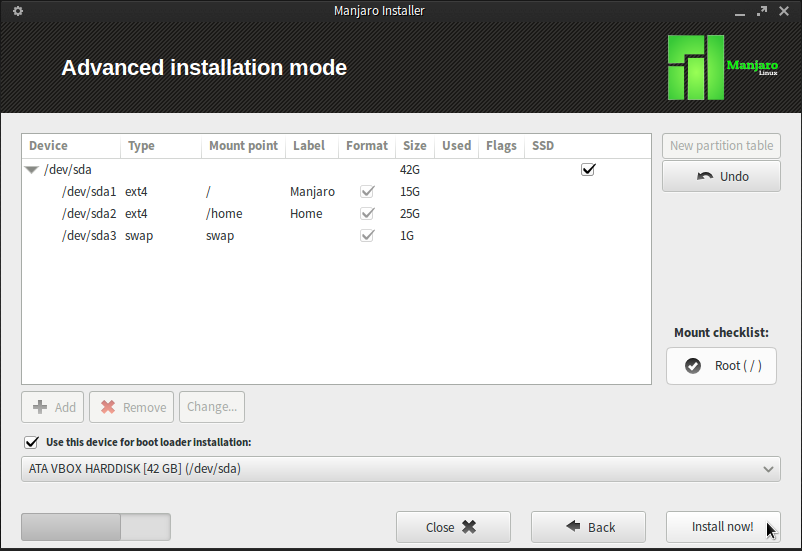 Manjaro Installer
Advanced installation mode
Manjaro
Linux
Device Type Mount point Label Format Size Used Flags SSD
/dev/sda 42G
/dev/sda1 ext4 / Manjaro 15G
/dev/sda2 ext4 /home Home 25G
/dev/sda3 swap swap 1G
New partition table
Undo
Mount checklist:
Root ( / )
Add Remove Change...
Use this device for boot loader installation:
ATA VBOX HARDDISK [42 GB] (/dev/sda)
Close Back Install now!